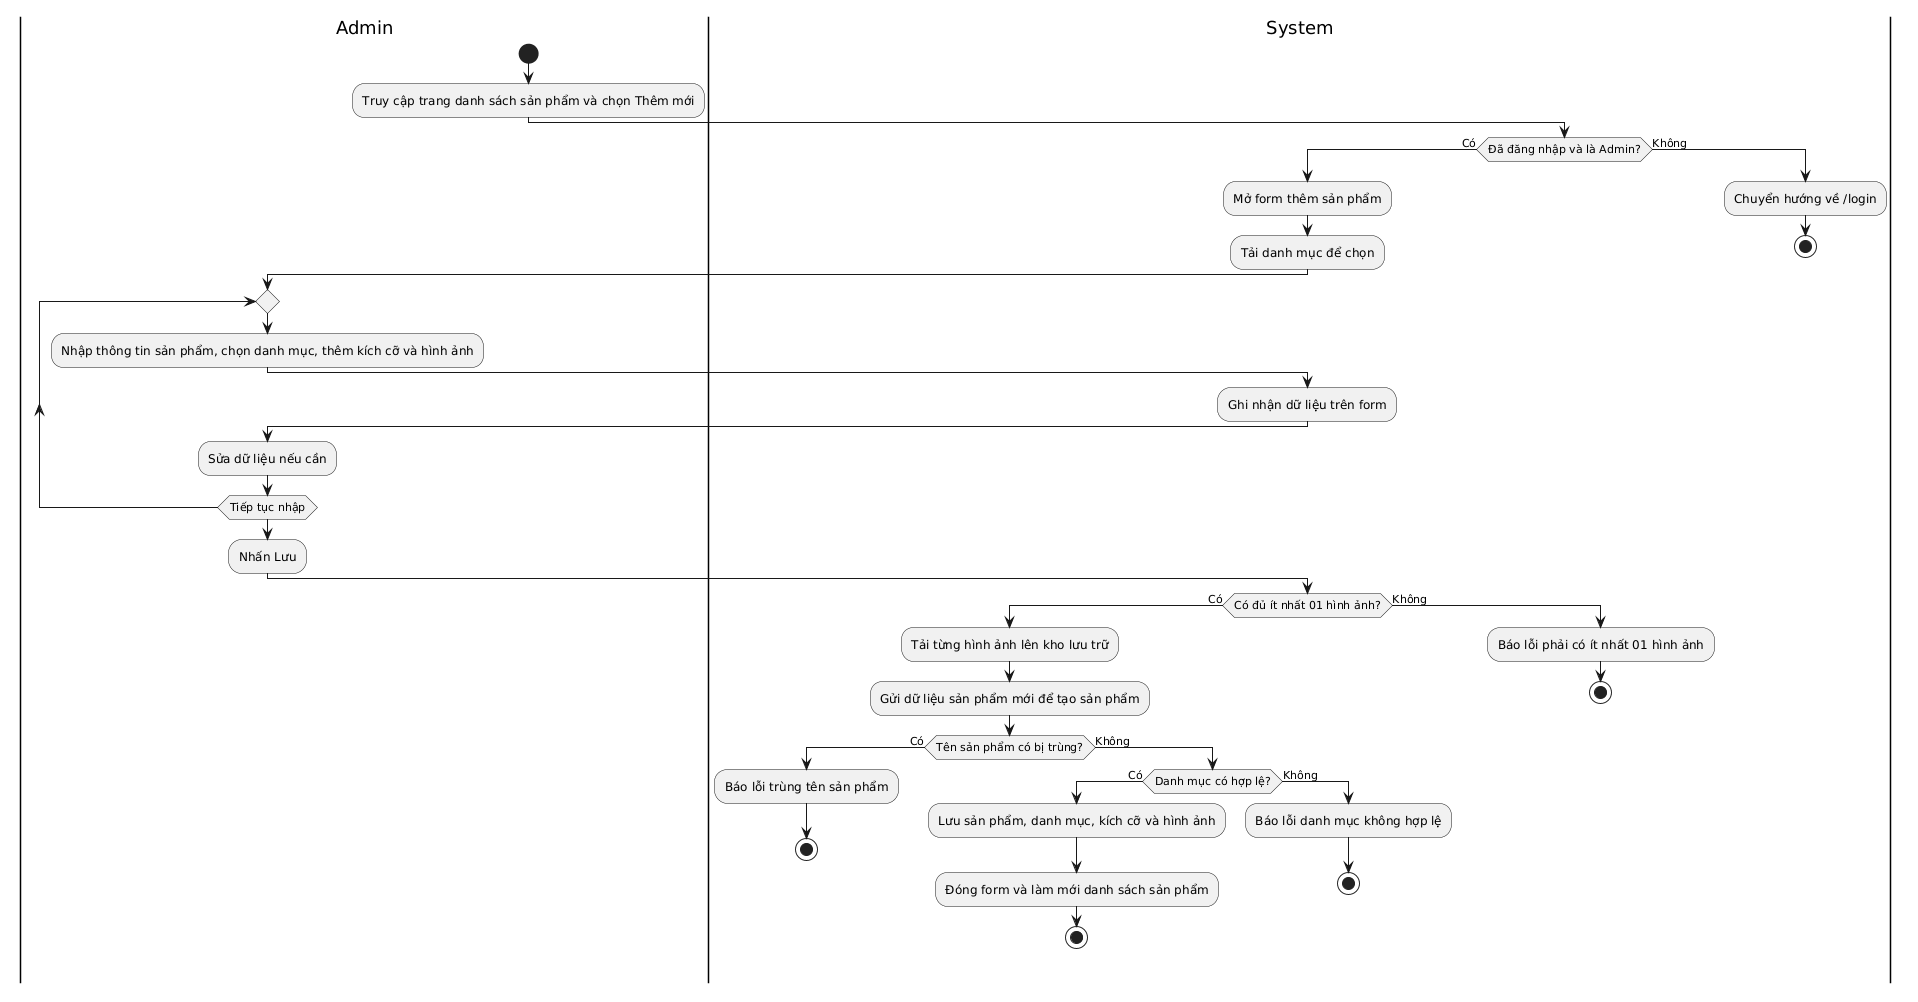 Admin
System
Truy cập trang danh sách sản phẩm và chọn Thêm mới
Có
Đã đăng nhập và là Admin?
Không
Mở form thêm sản phẩm
Chuyển hướng về /login
Tải danh mục để chọn
Nhập thông tin sản phẩm, chọn danh mục, thêm kích cỡ và hình ảnh
Ghi nhận dữ liệu trên form
Sửa dữ liệu nếu cần
Tiếp tục nhập
Nhấn Lưu
Có
Có đủ ít nhất 01 hình ảnh?
Không
Tải từng hình ảnh lên kho lưu trữ
Báo lỗi phải có ít nhất 01 hình ảnh
Gửi dữ liệu sản phẩm mới để tạo sản phẩm
Có
Tên sản phẩm có bị trùng?
Không
Báo lỗi trùng tên sản phẩm
Có
Danh mục có hợp lệ?
Không
Lưu sản phẩm, danh mục, kích cỡ và hình ảnh
Báo lỗi danh mục không hợp lệ
Đóng form và làm mới danh sách sản phẩm